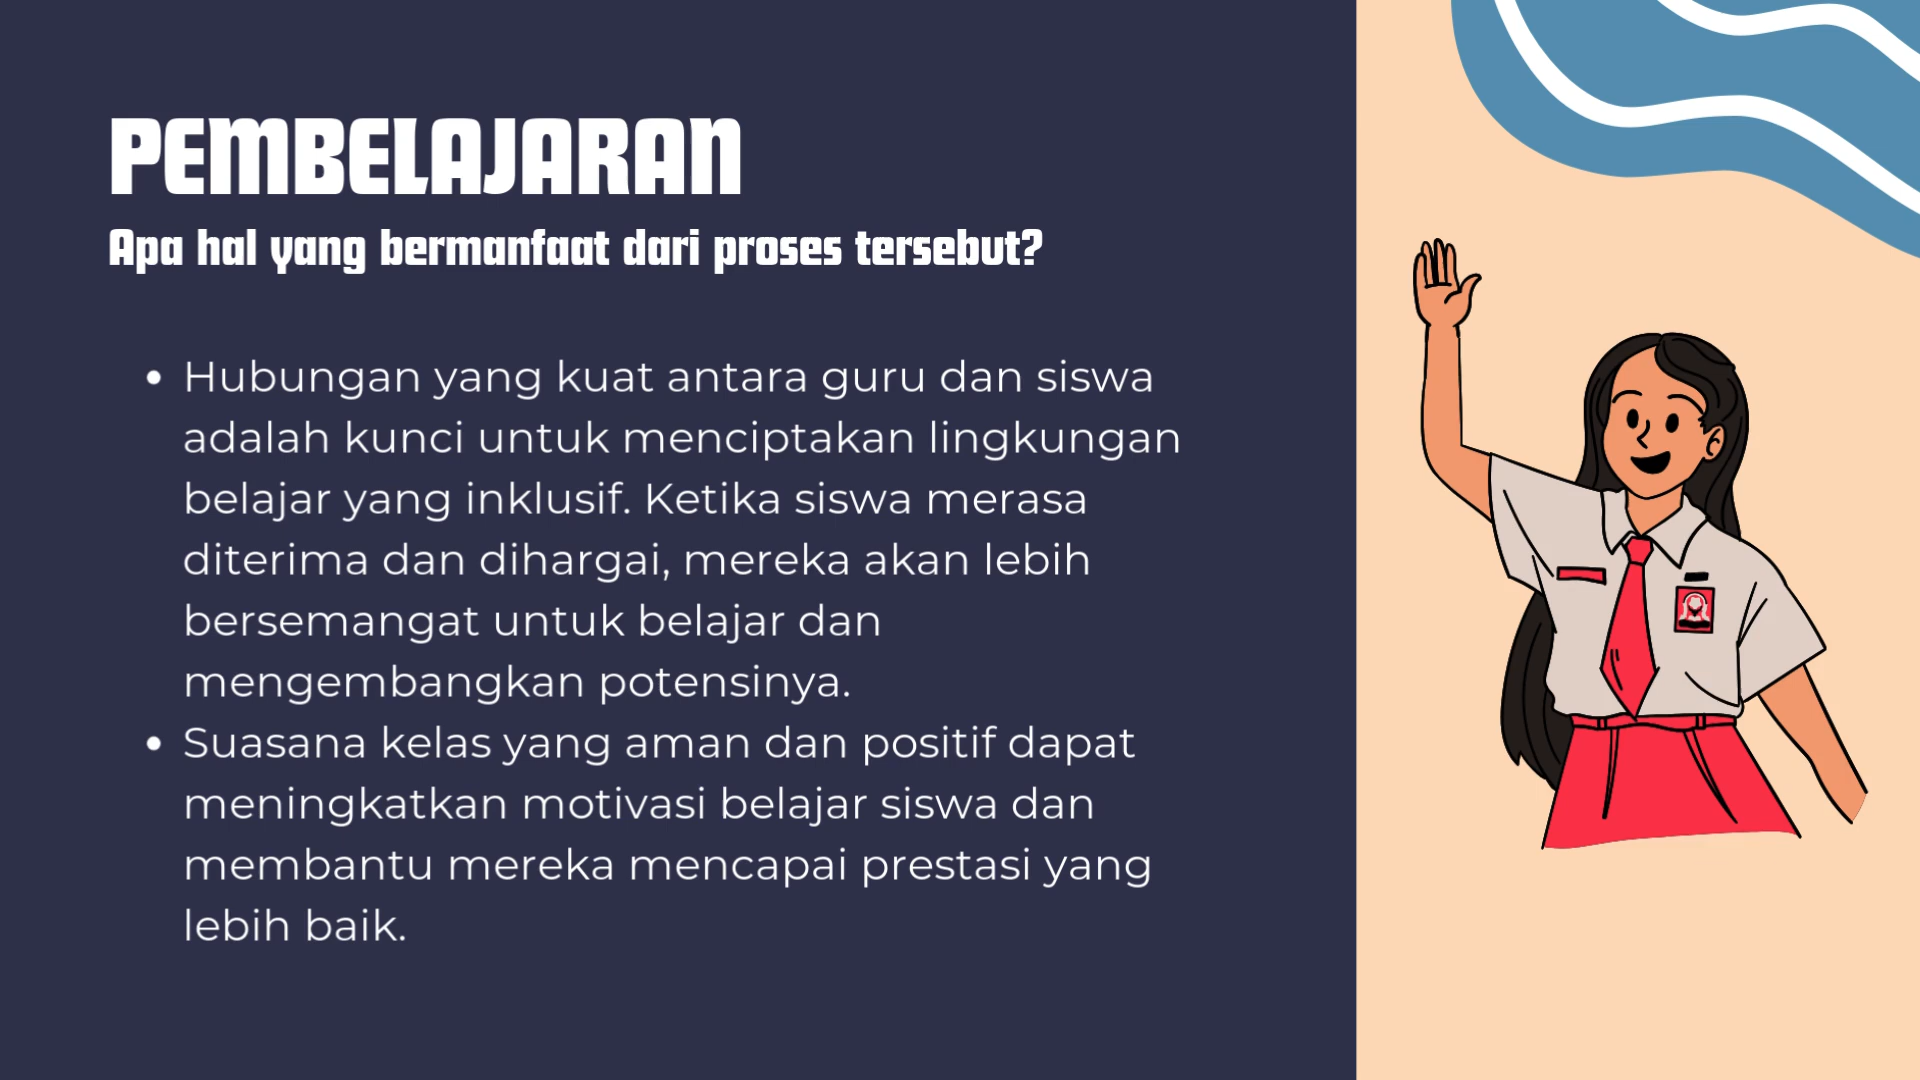 PEMBELAJARAN
Apa hal yang bermanfaat dari proses tersebut?
• Hubungan yang kuat antara guru dan siswa
adalah kunci untuk menciptakan lingkungan
belajar yang inklusif. Ketika siswa merasa
diterima dan dihargai, mereka akan lebih
bersemangat untuk belajar dan
mengembangkan potensinya.
• Suasana kelas yang aman dan positif dapat
meningkatkan motivasi belajar siswa dan
membantu mereka mencapai prestasi yang
lebih baik.